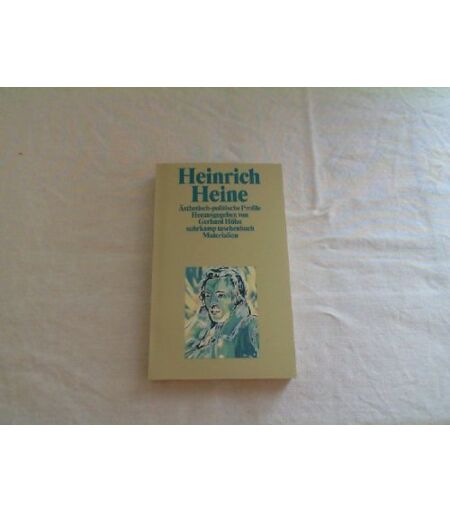 Heinrich
Heine
Ästhetisch-politische Profile
Herausgegeben von
Gerhard Höhn
suhrkamp taschenbuch
Materialien